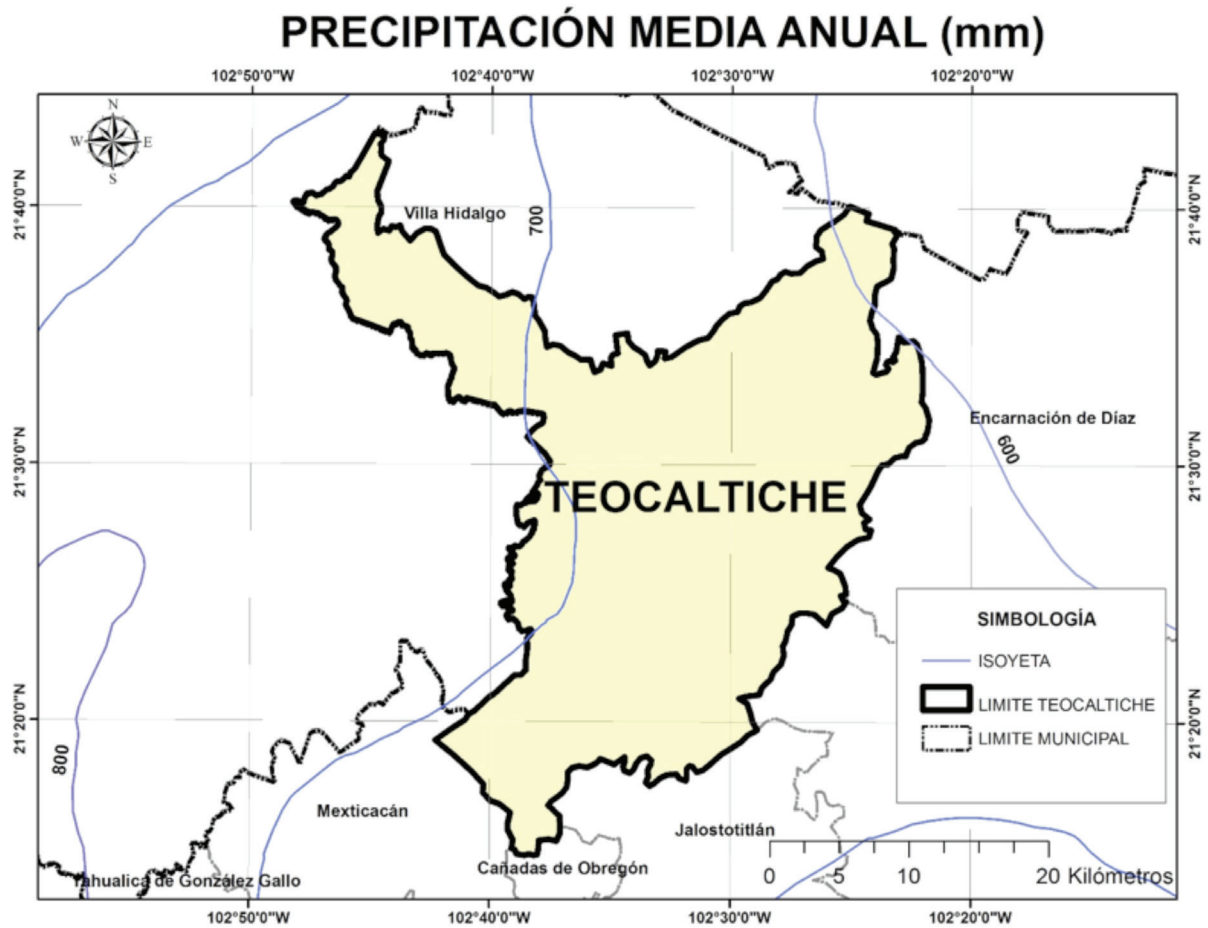 PRECIPITACIÓN MEDIA ANUAL (mm)
102°50'0"W 102°40'0"W 102°30'0"W 102°20'0"W
N
W E
S
21°40'0"N
21°40'0"N
Villa Hidalgo
700
Encarnación de Díaz
600
21°30'0"N
21°30'0"N
TEOCALTICHE
SIMBOLOGÍA
ISOYETA
LIMITE TEOCALTICHE
LIMITE MUNICIPAL
21°20'0"N
21°20'0"N
800
Mexticacán
Jalostotitlán
Cañadas de Obregón
Yahualica de González Gallo
0 5 10 20 Kilómetros
102°50'0"W 102°40'0"W 102°30'0"W 102°20'0"W